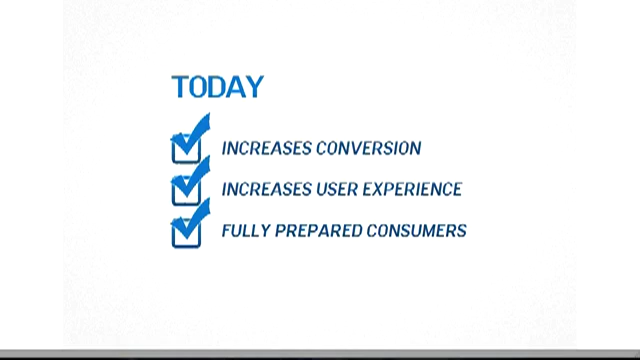 TODAY
INCREASES CONVERSION
INCREASES USER EXPERIENCE
FULLY PREPARED CONSUMERS